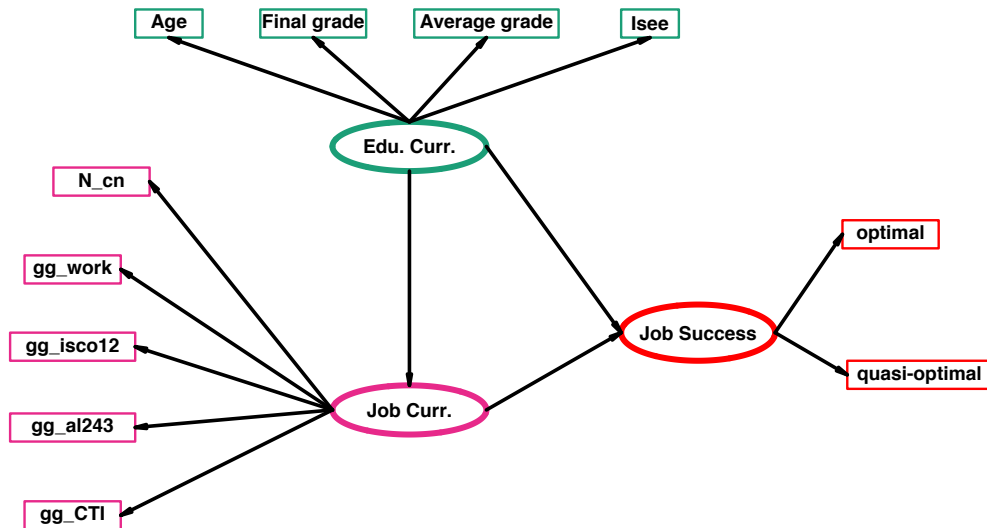 Age
Final grade
Average grade
Isee
Edu. Curr.
N_cn
optimal
gg_work
Job Success
gg_isco12
quasi-optimal
Job Curr.
gg_al243
gg_CTI